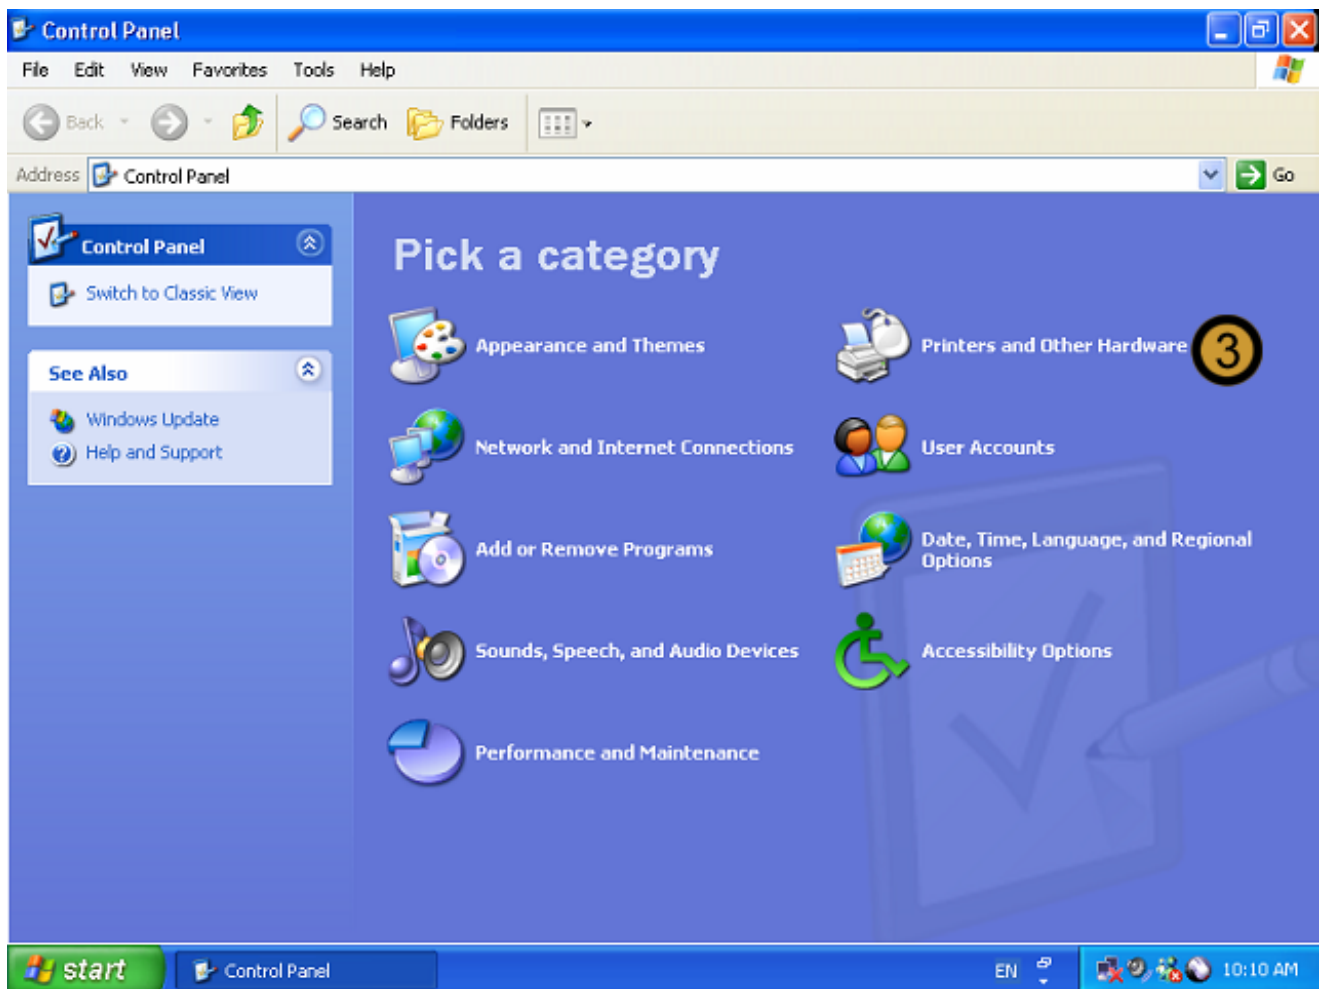 Control Panel
File Edit View Favorites Tools Help
Back Search Folders
Address Control Panel Go
Control Panel
Switch to Classic View
See Also
Windows Update
Help and Support
Pick a category
Appearance and Themes
Printers and Other Hardware 3
Network and Internet Connections
User Accounts
Add or Remove Programs
Date, Time, Language, and Regional
Options
Sounds, Speech, and Audio Devices
Accessibility Options
Performance and Maintenance
start Control Panel EN 10:10 AM